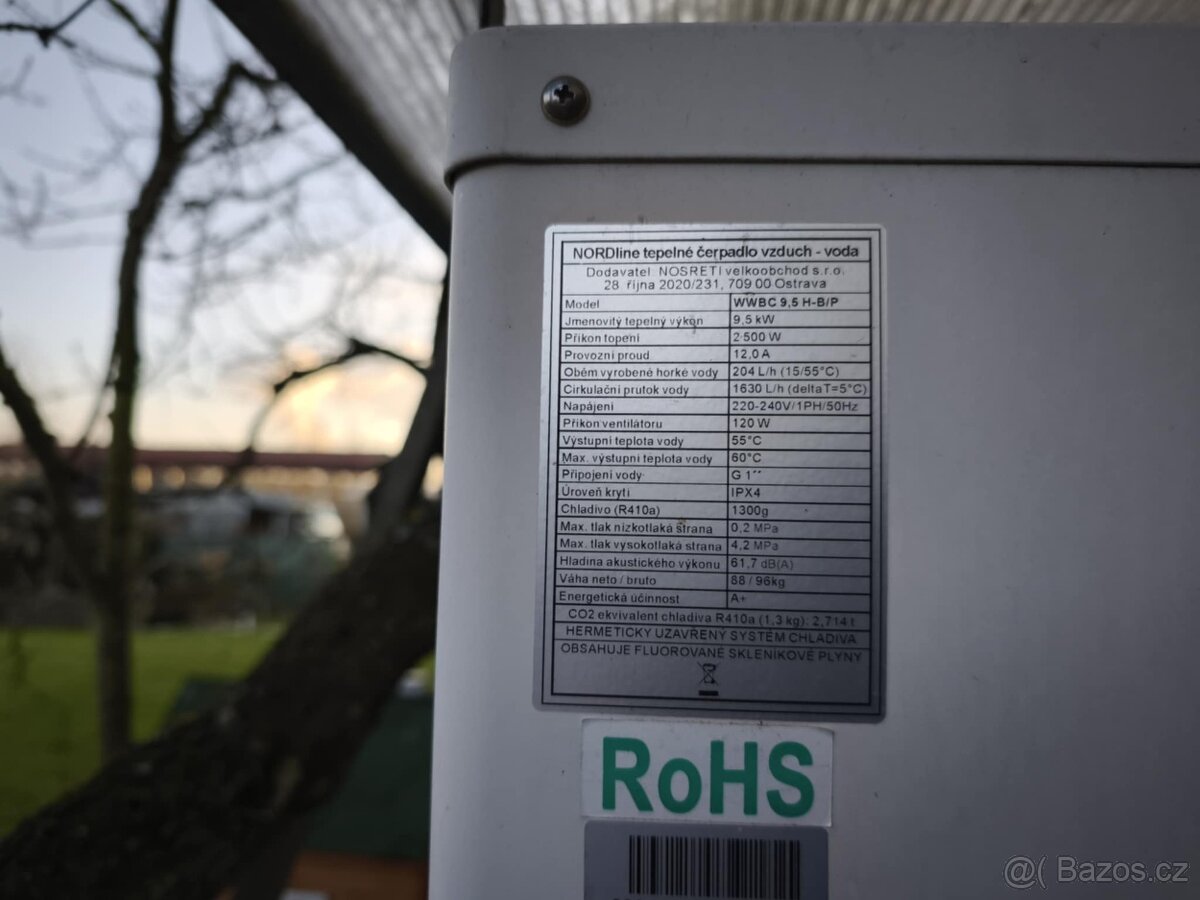 NORDline tepelné čerpadlo vzduch - voda
Dodavatel: NOSRETI velkoobchod s.r.o.
28. října 2020/231, 709 00 Ostrava
Model WWBC 9,5 H-B/P
Jmenovitý tepelný výkon 9,5 kW
Příkon topení 2 500 W
Provozní proud 12,0 A
Oběm vyrobené horké vody 204 L/h (15/55°C)
Cirkulační prutok vody 1630 L/h (deltaT=5°C)
Napájení 220-240V/1PH/50Hz
Příkon ventilátoru 120 W
Výstupní teplota vody 55°C
Max. výstupní teplota vody 60°C
Připojení vody G 1´´
Úroveň krytí IPX4
Chladivo (R410a) 1300g
Max. tlak nízkotlaká strana 0,2 MPa
Max. tlak vysokotlaká strana 4,2 MPa
Hladina akustického výkonu 61,7 dB(A)
Váha neto / bruto 88 / 96kg
Energetická účinnost A+
CO2 ekvivalent chladiva R410a (1,3 kg): 2,714 t
HERMETICKY UZAVŘENÝ SYSTÉM CHLADIVA
OBSAHUJE FLUOROVANÉ SKLENÍKOVÉ PLYNY
RoHS
@( Bazos.cz